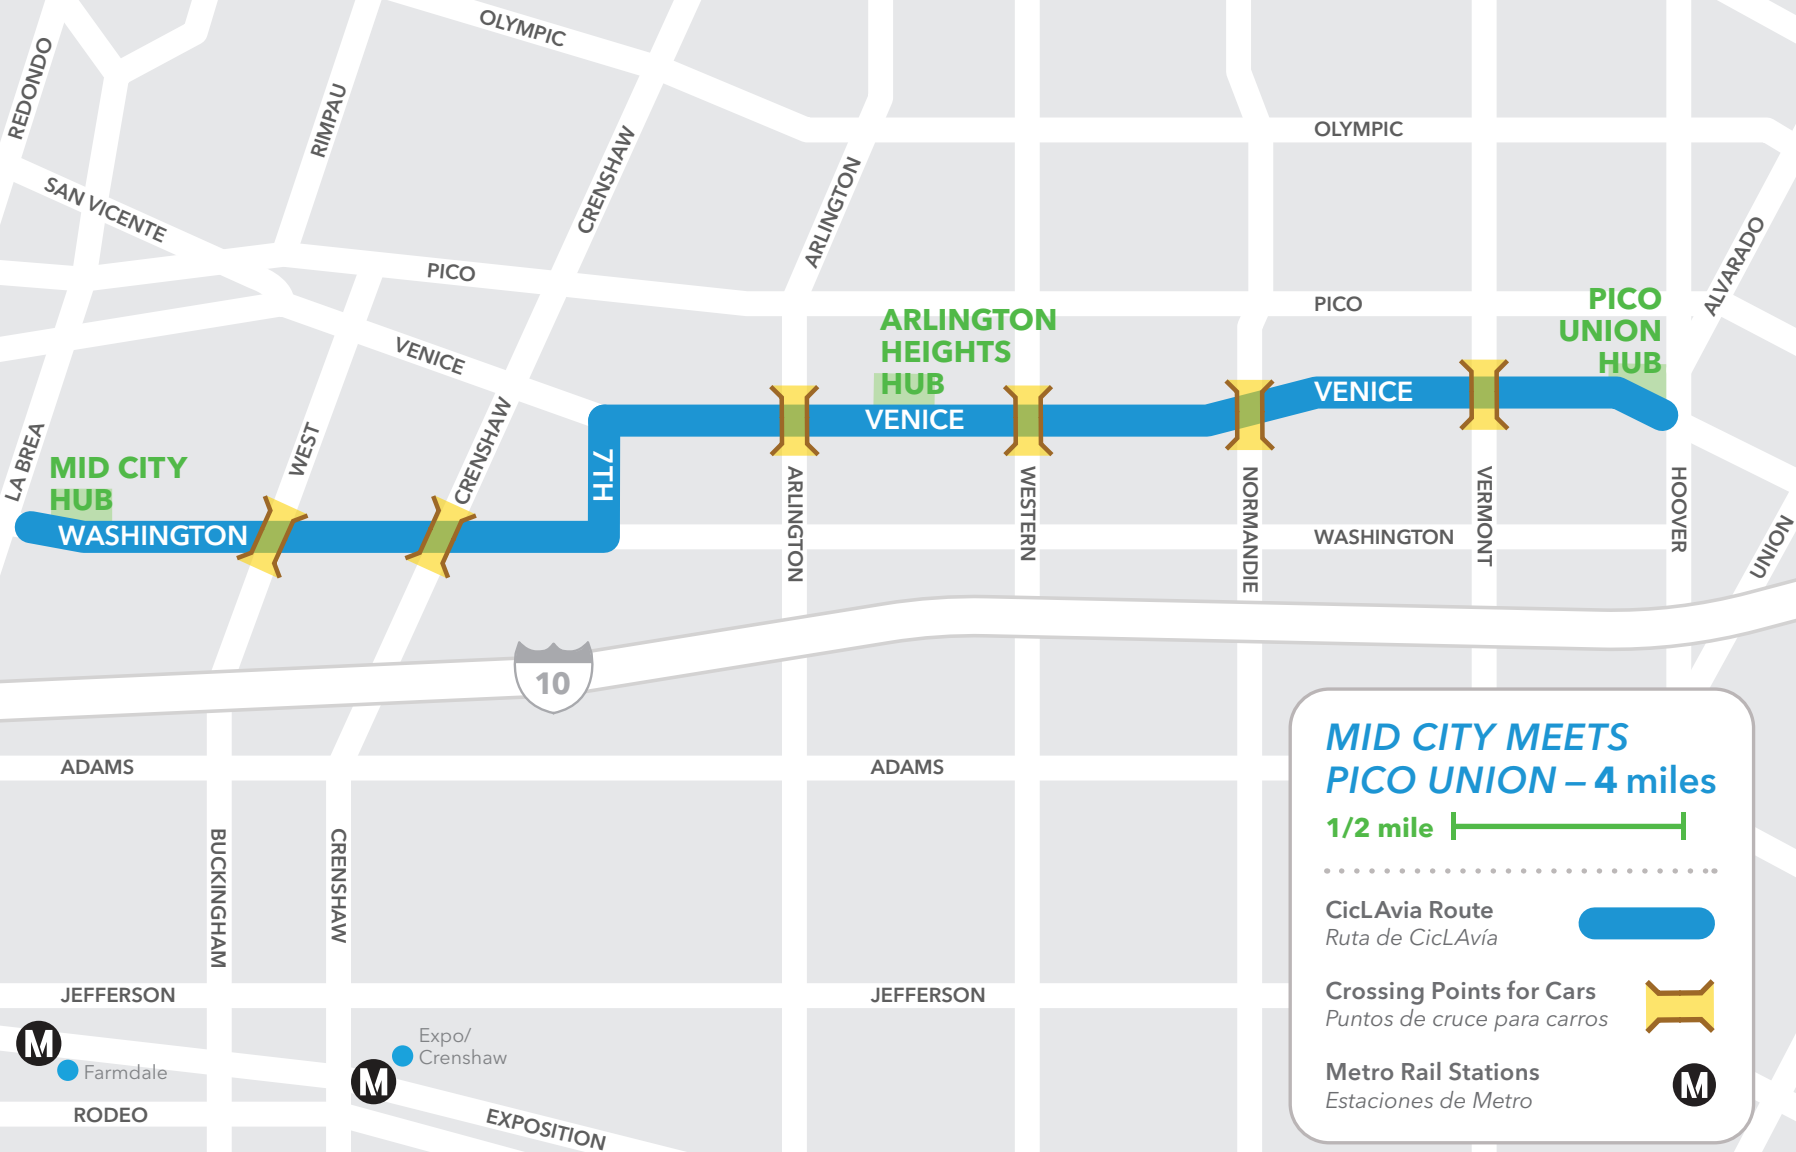 OLYMPIC
REDONDO
RIMPAU
CRENSHAW
OLYMPIC
ARLINGTON
SAN VICENTE
ALVARADO
PICO
PICO
PICO
UNION
HUB
ARLINGTON
HEIGHTS
HUB
VENICE
VENICE
VENICE
LA BREA
WEST
CRENSHAW
MID CITY
HUB
7TH
WASHINGTON
ARLINGTON
WESTERN
NORMANDIE
VERMONT
HOOVER
WASHINGTON
UNION
10
ADAMS
ADAMS
BUCKINGHAM
CRENSHAW
JEFFERSON
JEFFERSON
M
Farmdale
Expo/
Crenshaw
M
RODEO
EXPOSITION
MID CITY MEETS
PICO UNION – 4 miles
1/2 mile
CicLAvia Route
Ruta de CicLAvía
Crossing Points for Cars
Puntos de cruce para carros
Metro Rail Stations
Estaciones de Metro
M